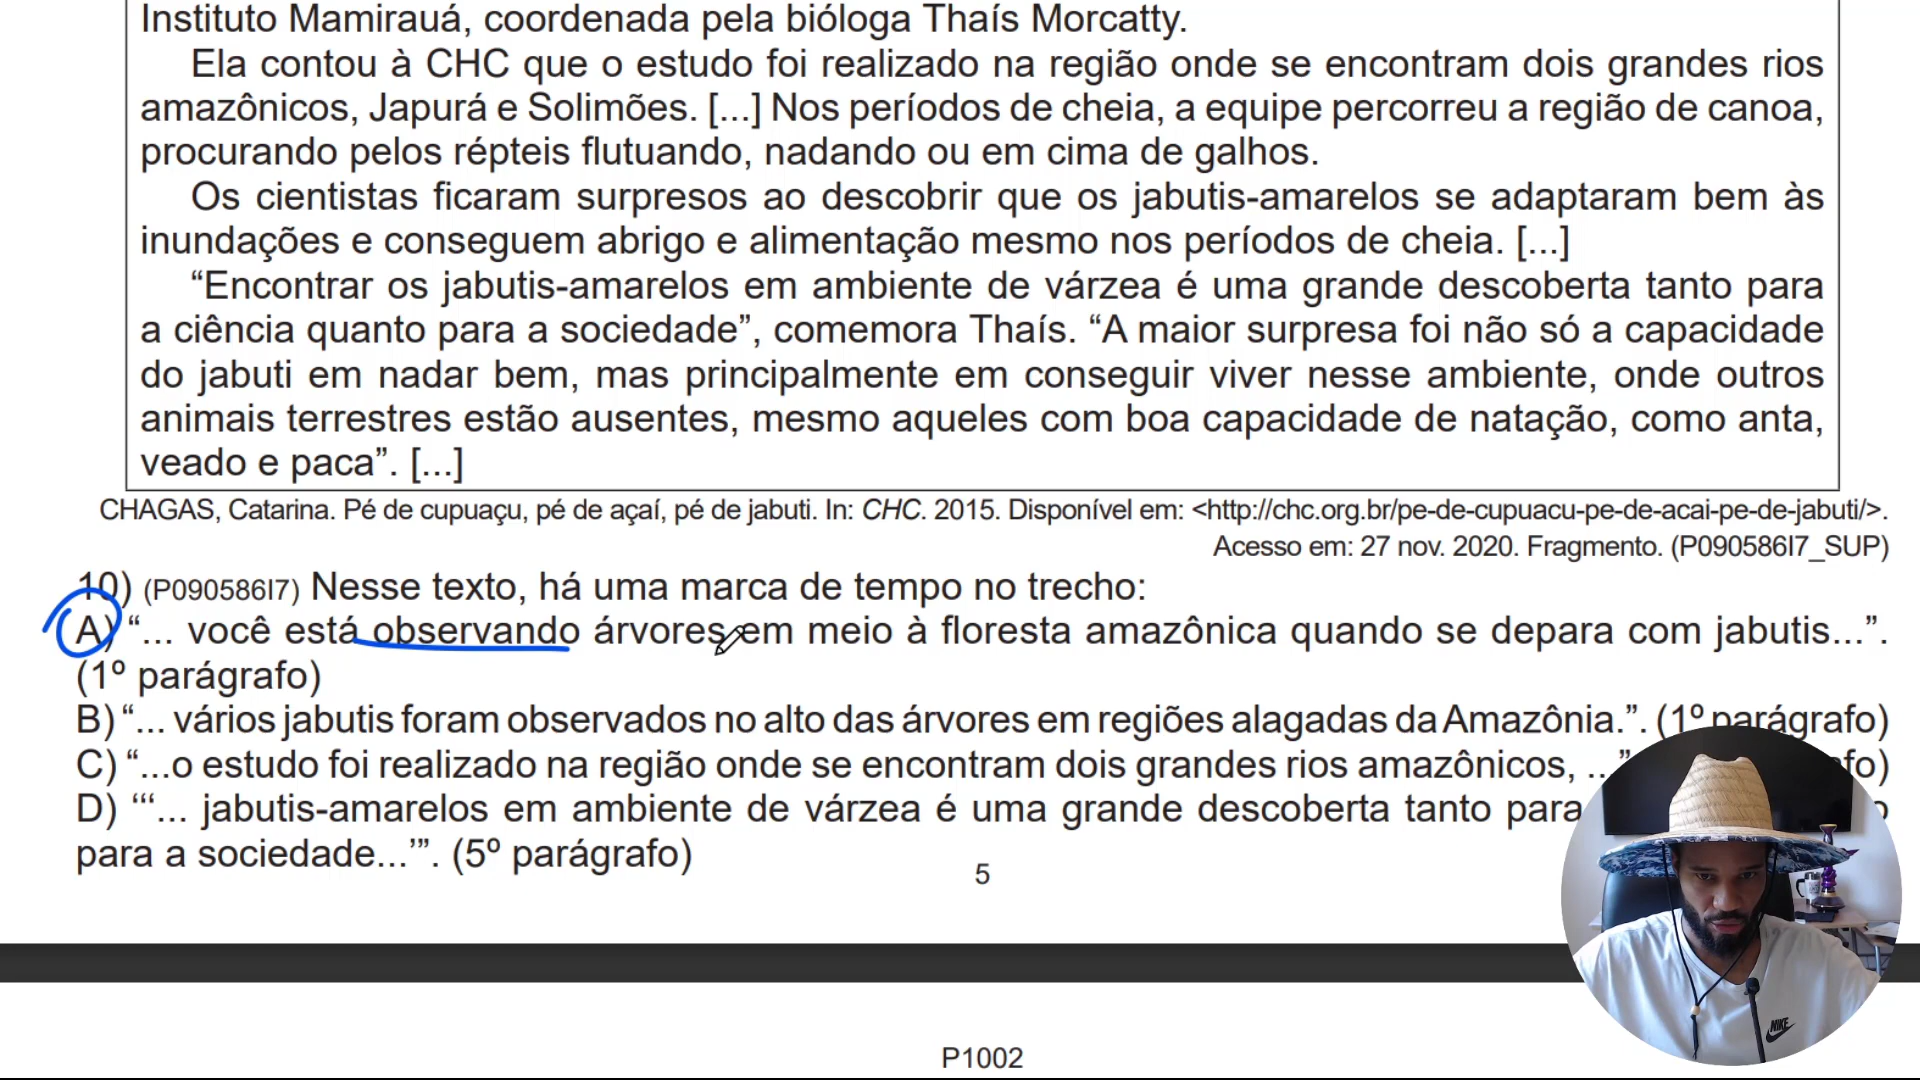 Instituto Mamirauá, coordenada pela bióloga Thaís Morcatty.
Ela contou à CHC que o estudo foi realizado na região onde se encontram dois grandes rios
amazônicos, Japurá e Solimões. [...] Nos períodos de cheia, a equipe percorreu a região de canoa,
procurando pelos répteis flutuando, nadando ou em cima de galhos.
Os cientistas ficaram surpresos ao descobrir que os jabutis-amarelos se adaptaram bem às
inundações e conseguem abrigo e alimentação mesmo nos períodos de cheia. [...]
“Encontrar os jabutis-amarelos em ambiente de várzea é uma grande descoberta tanto para
a ciência quanto para a sociedade”, comemora Thaís. “A maior surpresa foi não só a capacidade
do jabuti em nadar bem, mas principalmente em conseguir viver nesse ambiente, onde outros
animais terrestres estão ausentes, mesmo aqueles com boa capacidade de natação, como anta,
veado e paca”. [...]
CHAGAS, Catarina. Pé de cupuaçu, pé de açaí, pé de jabuti. In: CHC. 2015. Disponível em: <http://chc.org.br/pe-de-cupuacu-pe-de-acai-pe-de-jabuti/>.
Acesso em: 27 nov. 2020. Fragmento. (P090586I7_SUP)
10) (P090586I7) Nesse texto, há uma marca de tempo no trecho:
A) “... você está observando árvores em meio à floresta amazônica quando se depara com jabutis...”.
(1º parágrafo)
B) “... vários jabutis foram observados no alto das árvores em regiões alagadas da Amazônia.”. (1º parágrafo)
C) “...o estudo foi realizado na região onde se encontram dois grandes rios amazônicos, ...”
D) “‘... jabutis-amarelos em ambiente de várzea é uma grande descoberta tanto para
para a sociedade...’”. (5º parágrafo)
5
NIKE
P1002